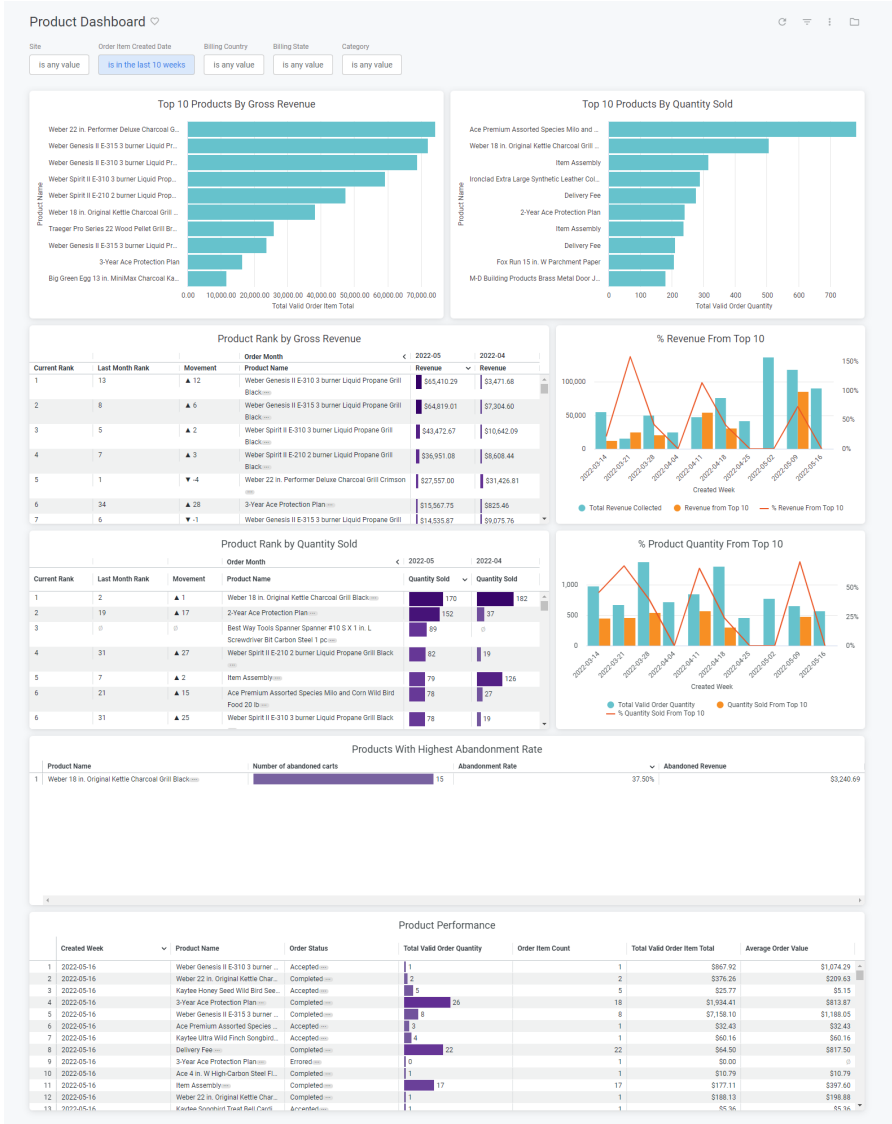 Product Dashboard
Site
Order Item Created Date
Billing Country
Billing State
Category
is any value
is in the last 10 weeks
is any value
is any value
is any value
Top 10 Products By Gross Revenue
Product Name
Weber 22 in. Performer Deluxe Charcoal G...
Weber Genesis II E-315 3 burner Liquid Pr...
Weber Genesis II E-310 3 burner Liquid Pr...
Weber Spirit II E-310 3 burner Liquid Prop...
Weber Spirit II E-210 2 burner Liquid Prop...
Weber 18 in. Original Kettle Charcoal Grill ...
Traeger Pro Series 22 Wood Pellet Grill Br...
Weber Genesis II E-315 3 burner Liquid Pr...
3-Year Ace Protection Plan
Big Green Egg 13 in. MiniMax Charcoal Ka...
0.00 10,000.00 20,000.00 30,000.00 40,000.00 50,000.00 60,000.00 70,000.00
Total Valid Order Item Total
Top 10 Products By Quantity Sold
Product Name
Ace Premium Assorted Species Milo and ...
Weber 18 in. Original Kettle Charcoal Grill ...
Item Assembly
Ironclad Extra Large Synthetic Leather Col...
Delivery Fee
2-Year Ace Protection Plan
Item Assembly
Delivery Fee
Fox Run 15 in. W Parchment Paper
M-D Building Products Brass Metal Door J...
0 100 200 300 400 500 600 700
Total Valid Order Quantity
Product Rank by Gross Revenue
Order Month 2022-05 2022-04
Current Rank Last Month Rank Movement Product Name Revenue Revenue
1 13 ▲ 12 Weber Genesis II E-310 3 burner Liquid Propane Grill $65,410.29 $3,471.68
Black
2 8 ▲ 6 Weber Genesis II E-315 3 burner Liquid Propane Grill $64,819.01 $7,304.60
Black
3 5 ▲ 2 Weber Spirit II E-310 3 burner Liquid Propane Grill $43,472.67 $10,642.09
Black
4 7 ▲ 3 Weber Spirit II E-210 2 burner Liquid Propane Grill $36,951.08 $8,608.44
Black
5 1 ▼ -4 Weber 22 in. Performer Deluxe Charcoal Grill Crimson $27,557.00 $31,426.81
6 34 ▲ 28 3-Year Ace Protection Plan $15,567.75 $825.46
7 6 ▼ -1 Weber Genesis II E-315 3 burner Liquid Propane Grill $14,535.87 $9,075.76
% Revenue From Top 10
100,000
50,000
0
150%
100%
50%
0%
2022-03-14 2022-03-21 2022-03-28 2022-04-04 2022-04-11 2022-04-18 2022-04-25 2022-05-02 2022-05-09 2022-05-16
Created Week
Total Revenue Collected Revenue from Top 10 % Revenue From Top 10
Product Rank by Quantity Sold
Order Month 2022-05 2022-04
Current Rank Last Month Rank Movement Product Name Quantity Sold Quantity Sold
1 2 ▲ 1 Weber 18 in. Original Kettle Charcoal Grill Black 170 182
2 19 ▲ 17 2-Year Ace Protection Plan 152 37
3 ∅ ∅ Best Way Tools Spanner Spanner #10 S X 1 in. L 89 ∅
Screwdriver Bit Carbon Steel 1 pc
4 31 ▲ 27 Weber Spirit II E-210 2 burner Liquid Propane Grill Black 82 19
5 7 ▲ 2 Item Assembly 79 126
6 21 ▲ 15 Ace Premium Assorted Species Milo and Corn Wild Bird 78 27
Food 20 lb
6 31 ▲ 25 Weber Spirit II E-310 3 burner Liquid Propane Grill Black 78 19
% Product Quantity From Top 10
1,000
500
0
50%
25%
0%
2022-03-14 2022-03-21 2022-03-28 2022-04-04 2022-04-11 2022-04-18 2022-04-25 2022-05-02 2022-05-09 2022-05-16
Created Week
Total Valid Order Quantity Quantity Sold From Top 10
% Quantity Sold From Top 10
Products With Highest Abandonment Rate
Product Name Number of abandoned carts Abandonment Rate Abandoned Revenue
1 Weber 18 in. Original Kettle Charcoal Grill Black 15 37.50% $3,240.69
Product Performance
Created Week Product Name Order Status Total Valid Order Quantity Order Item Count Total Valid Order Item Total Average Order Value
1 2022-05-16 Weber Genesis II E-310 3 burner ... Accepted 1 1 $867.92 $1,074.29
2 2022-05-16 Weber 22 in. Original Kettle Char... Completed 2 2 $376.26 $209.63
3 2022-05-16 Kaytee Honey Seed Wild Bird See... Accepted 5 5 $25.77 $5.15
4 2022-05-16 3-Year Ace Protection Plan Completed 26 18 $1,934.41 $813.87
5 2022-05-16 Weber Genesis II E-315 3 burner ... Completed 8 8 $7,158.10 $1,188.05
6 2022-05-16 Ace Premium Assorted Species ... Accepted 3 1 $32.43 $32.43
7 2022-05-16 Kaytee Ultra Wild Finch Songbird... Accepted 4 1 $60.16 $60.16
8 2022-05-16 Delivery Fee Completed 22 22 $64.50 $817.50
9 2022-05-16 3-Year Ace Protection Plan Errored 0 1 $0.00 ∅
10 2022-05-16 Ace 4 in. W High-Carbon Steel Fl... Completed 1 1 $10.79 $10.79
11 2022-05-16 Item Assembly Completed 17 17 $177.11 $397.60
12 2022-05-16 Weber 22 in. Original Kettle Char... Completed 1 1 $188.13 $198.88
13 2022-05-16 Kaytee Songbird Treat Bell Cardi... Accepted 1 1 $5.36 $5.36